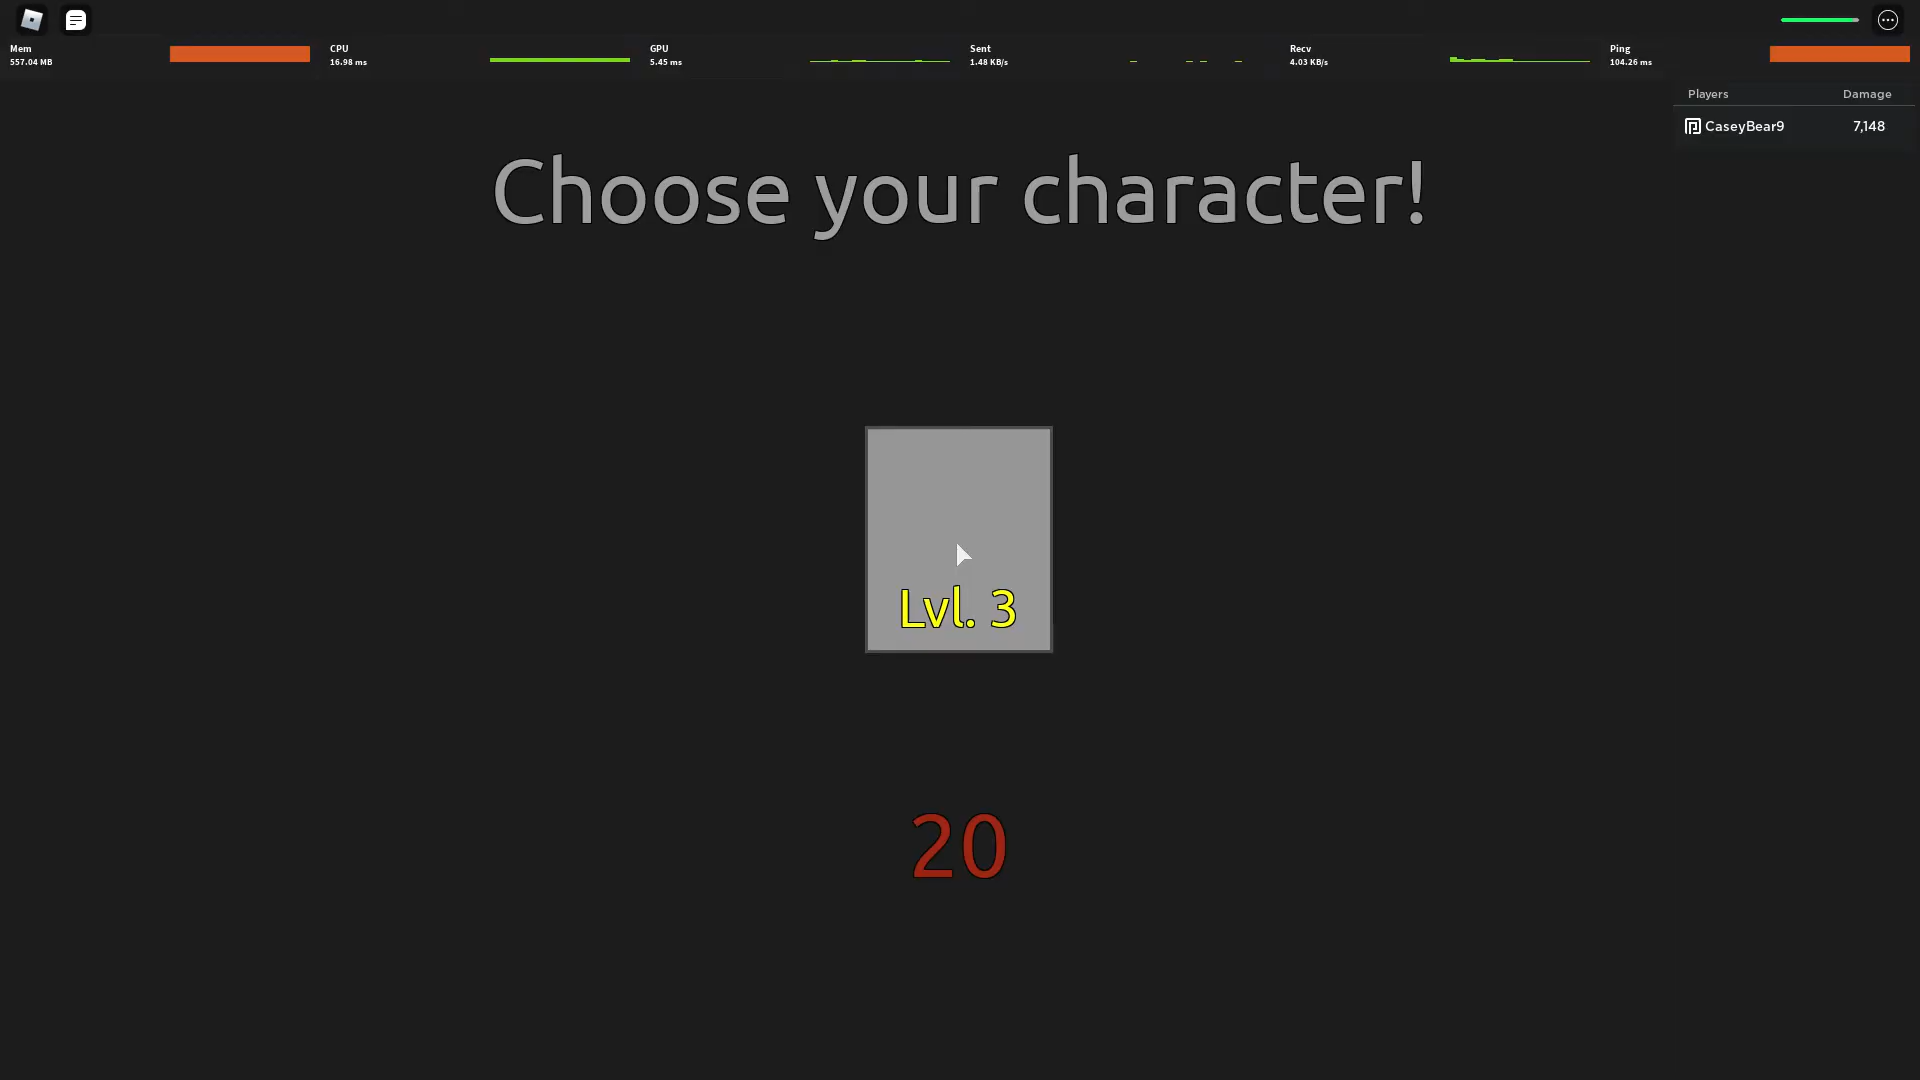 Mem
557.04 MB
CPU
16.98 ms
GPU
5.45 ms
Sent
1.48 KB/s
Recv
4.03 KB/s
Ping
104.26 ms
Players Damage
CaseyBear9 7,148
Choose your character!
Lvl. 3
20